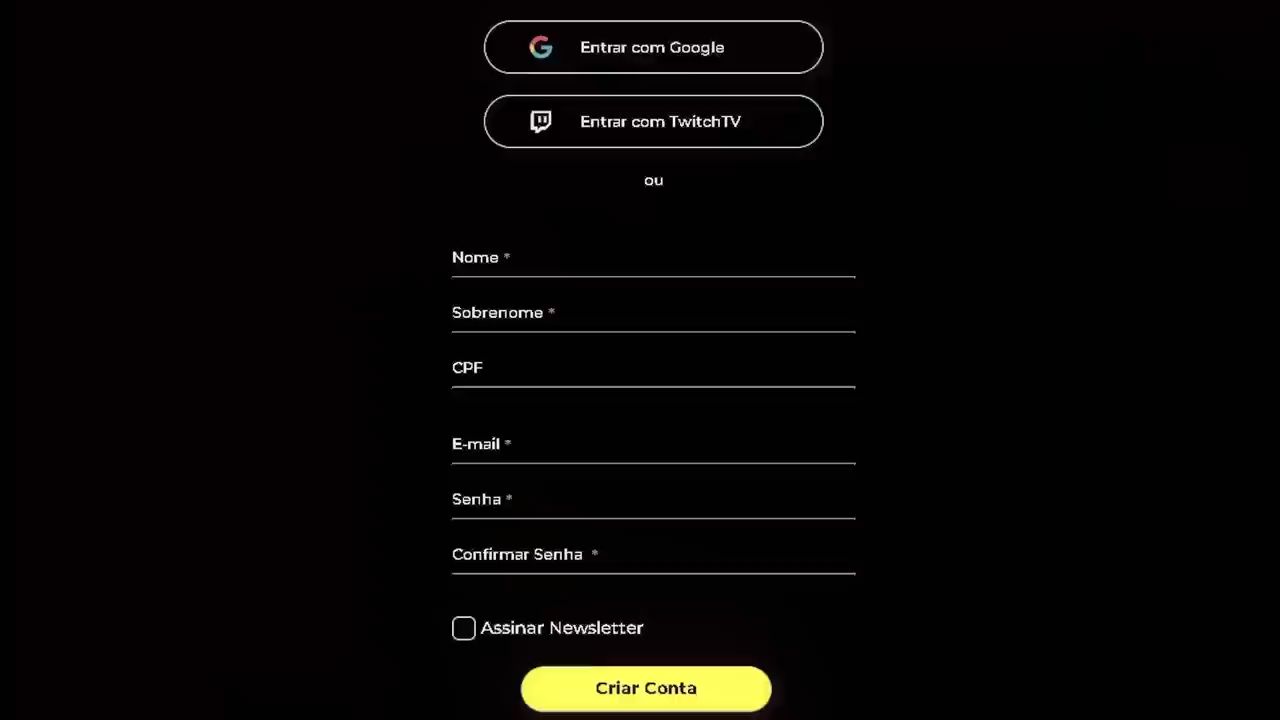 Entrar com Google
Entrar com TwitchTV
ou
Nome *
Sobrenome *
CPF
E-mail *
Senha *
Confirmar Senha *
Assinar Newsletter
Criar Conta